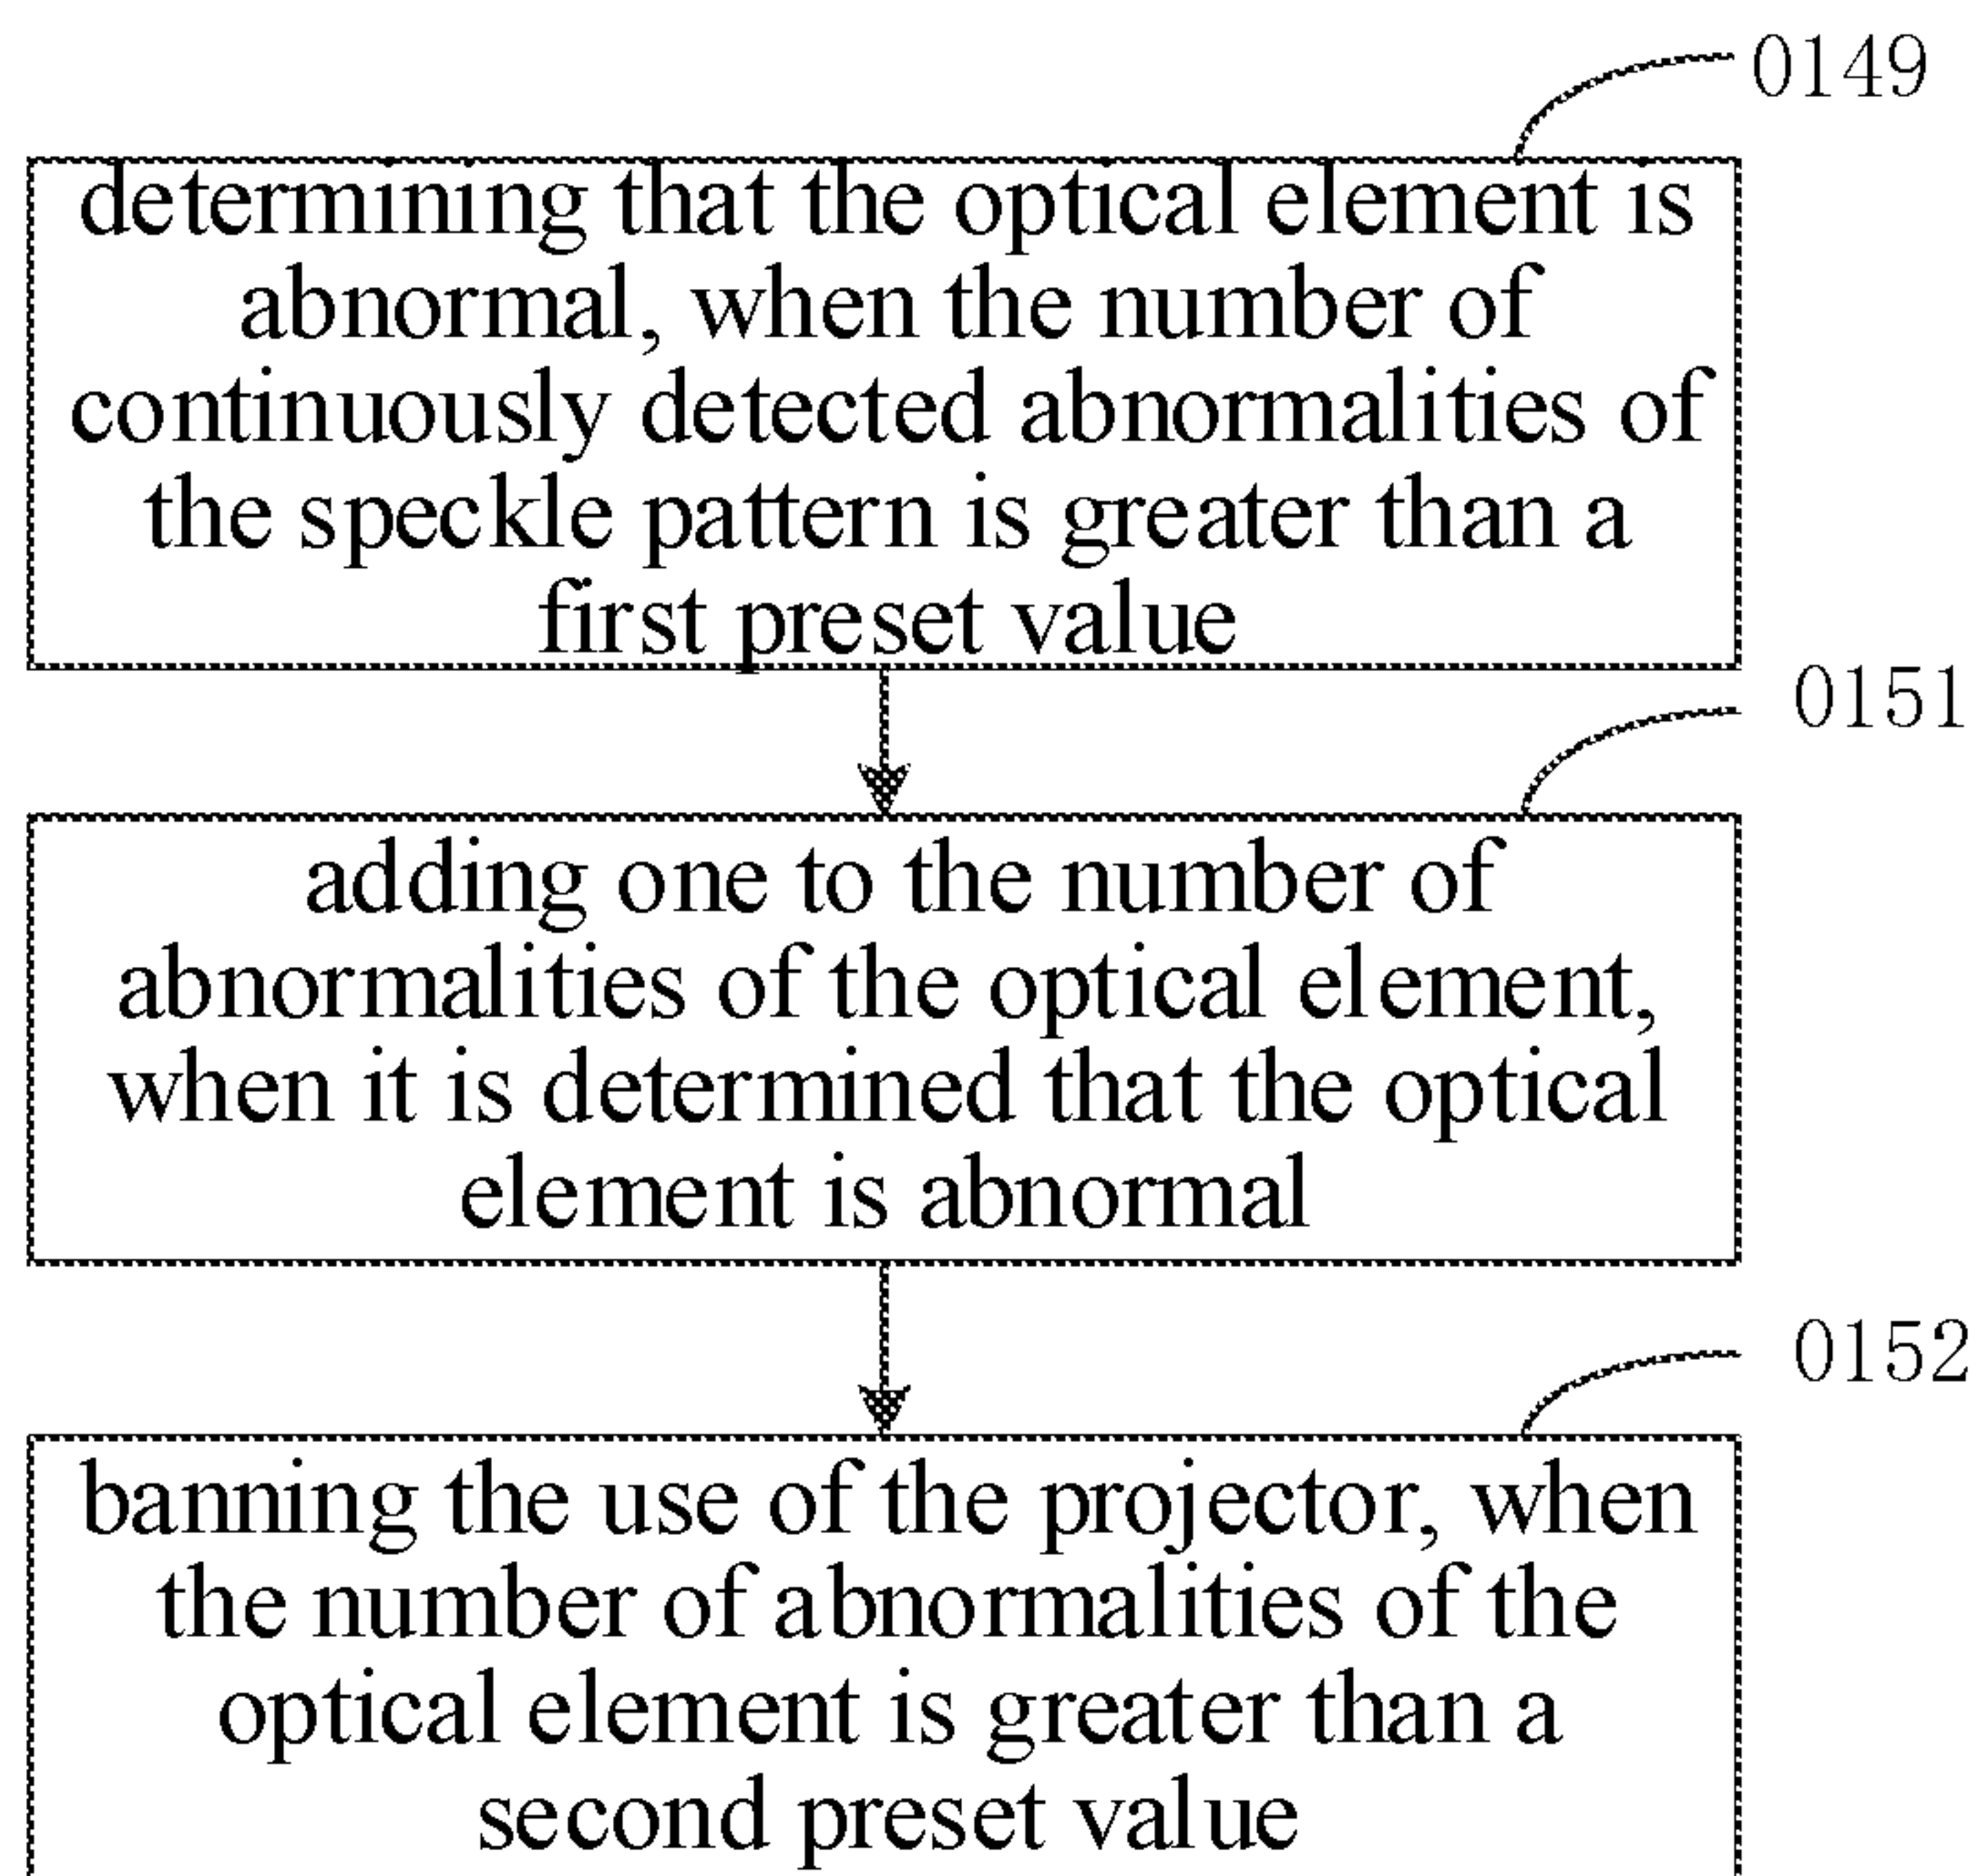 0149
determining that the optical element is
abnormal, when the number of
continuously detected abnormalities of
the speckle pattern is greater than a
first preset value
0151
adding one to the number of
abnormalities of the optical element,
when it is determined that the optical
element is abnormal
0152
banning the use of the projector, when
the number of abnormalities of the
optical element is greater than a
second preset value